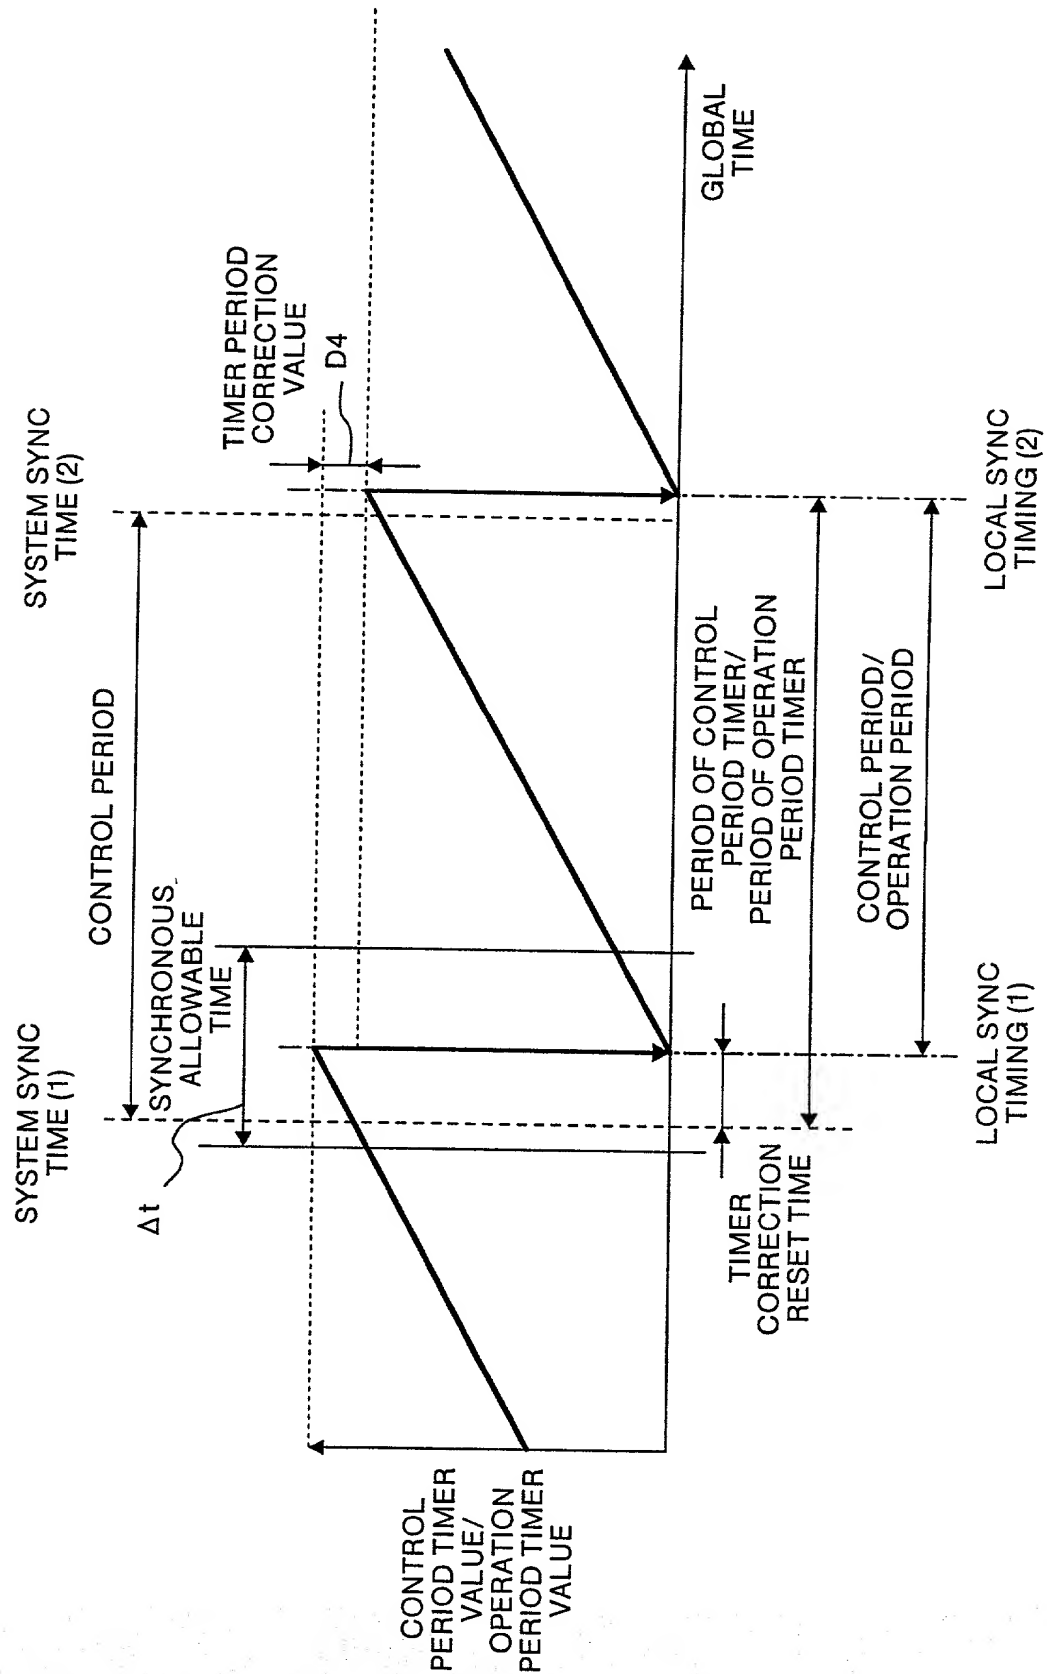 SYSTEM SYNC
TIME (1)
SYSTEM SYNC
TIME (2)
CONTROL PERIOD
Δt
SYNCHRONOUS
ALLOWABLE
TIME
TIMER PERIOD
CORRECTION
VALUE
D4
CONTROL
PERIOD TIMER
VALUE/
OPERATION
PERIOD TIMER
VALUE
GLOBAL
TIME
TIMER
CORRECTION
RESET TIME
PERIOD OF CONTROL
PERIOD TIMER/
PERIOD OF OPERATION
PERIOD TIMER
CONTROL PERIOD/
OPERATION PERIOD
LOCAL SYNC
TIMING (1)
LOCAL SYNC
TIMING (2)